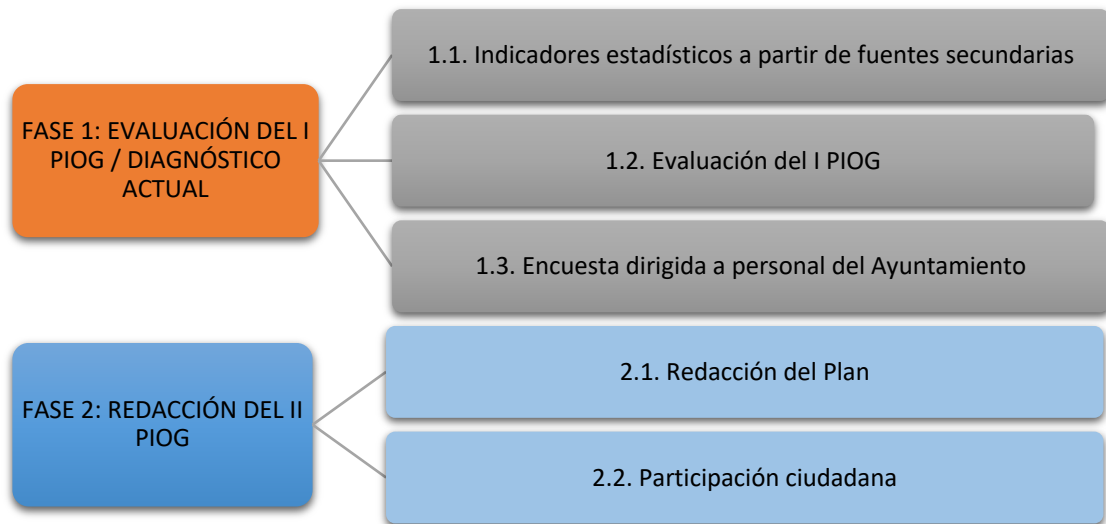 FASE 1: EVALUACIÓN DEL I
PIOG / DIAGNÓSTICO
ACTUAL
1.1. Indicadores estadísticos a partir de fuentes secundarias
1.2. Evaluación del I PIOG
1.3. Encuesta dirigida a personal del Ayuntamiento
FASE 2: REDACCIÓN DEL II
PIOG
2.1. Redacción del Plan
2.2. Participación ciudadana